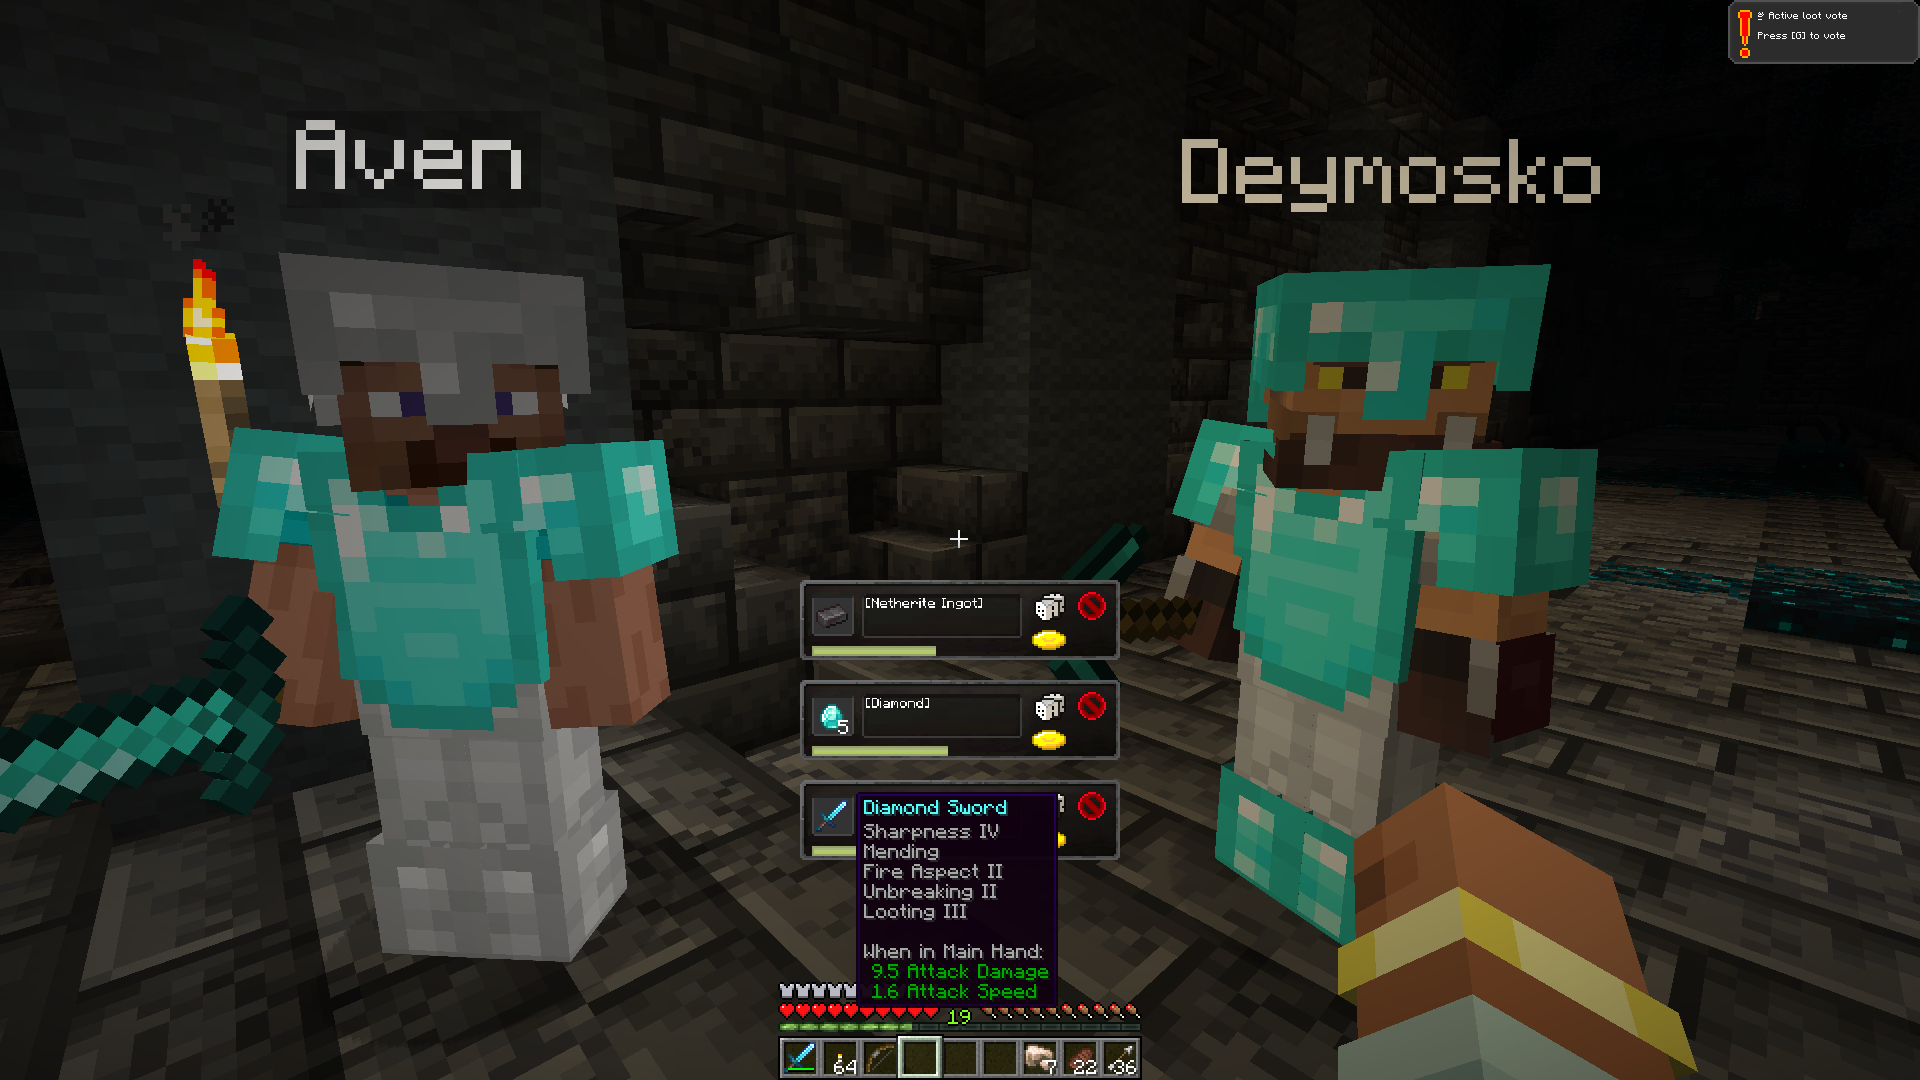 # Active loot vote
Press [G] to vote
Aven
Deymosko
[Netherite Ingot]
[Diamond]
5
Diamond Sword
Sharpness IV
Mending
Fire Aspect II
Unbreaking II
Looting III
When in Main Hand:
9.5 Attack Damage
1.6 Attack Speed
19
64
7
22
+36